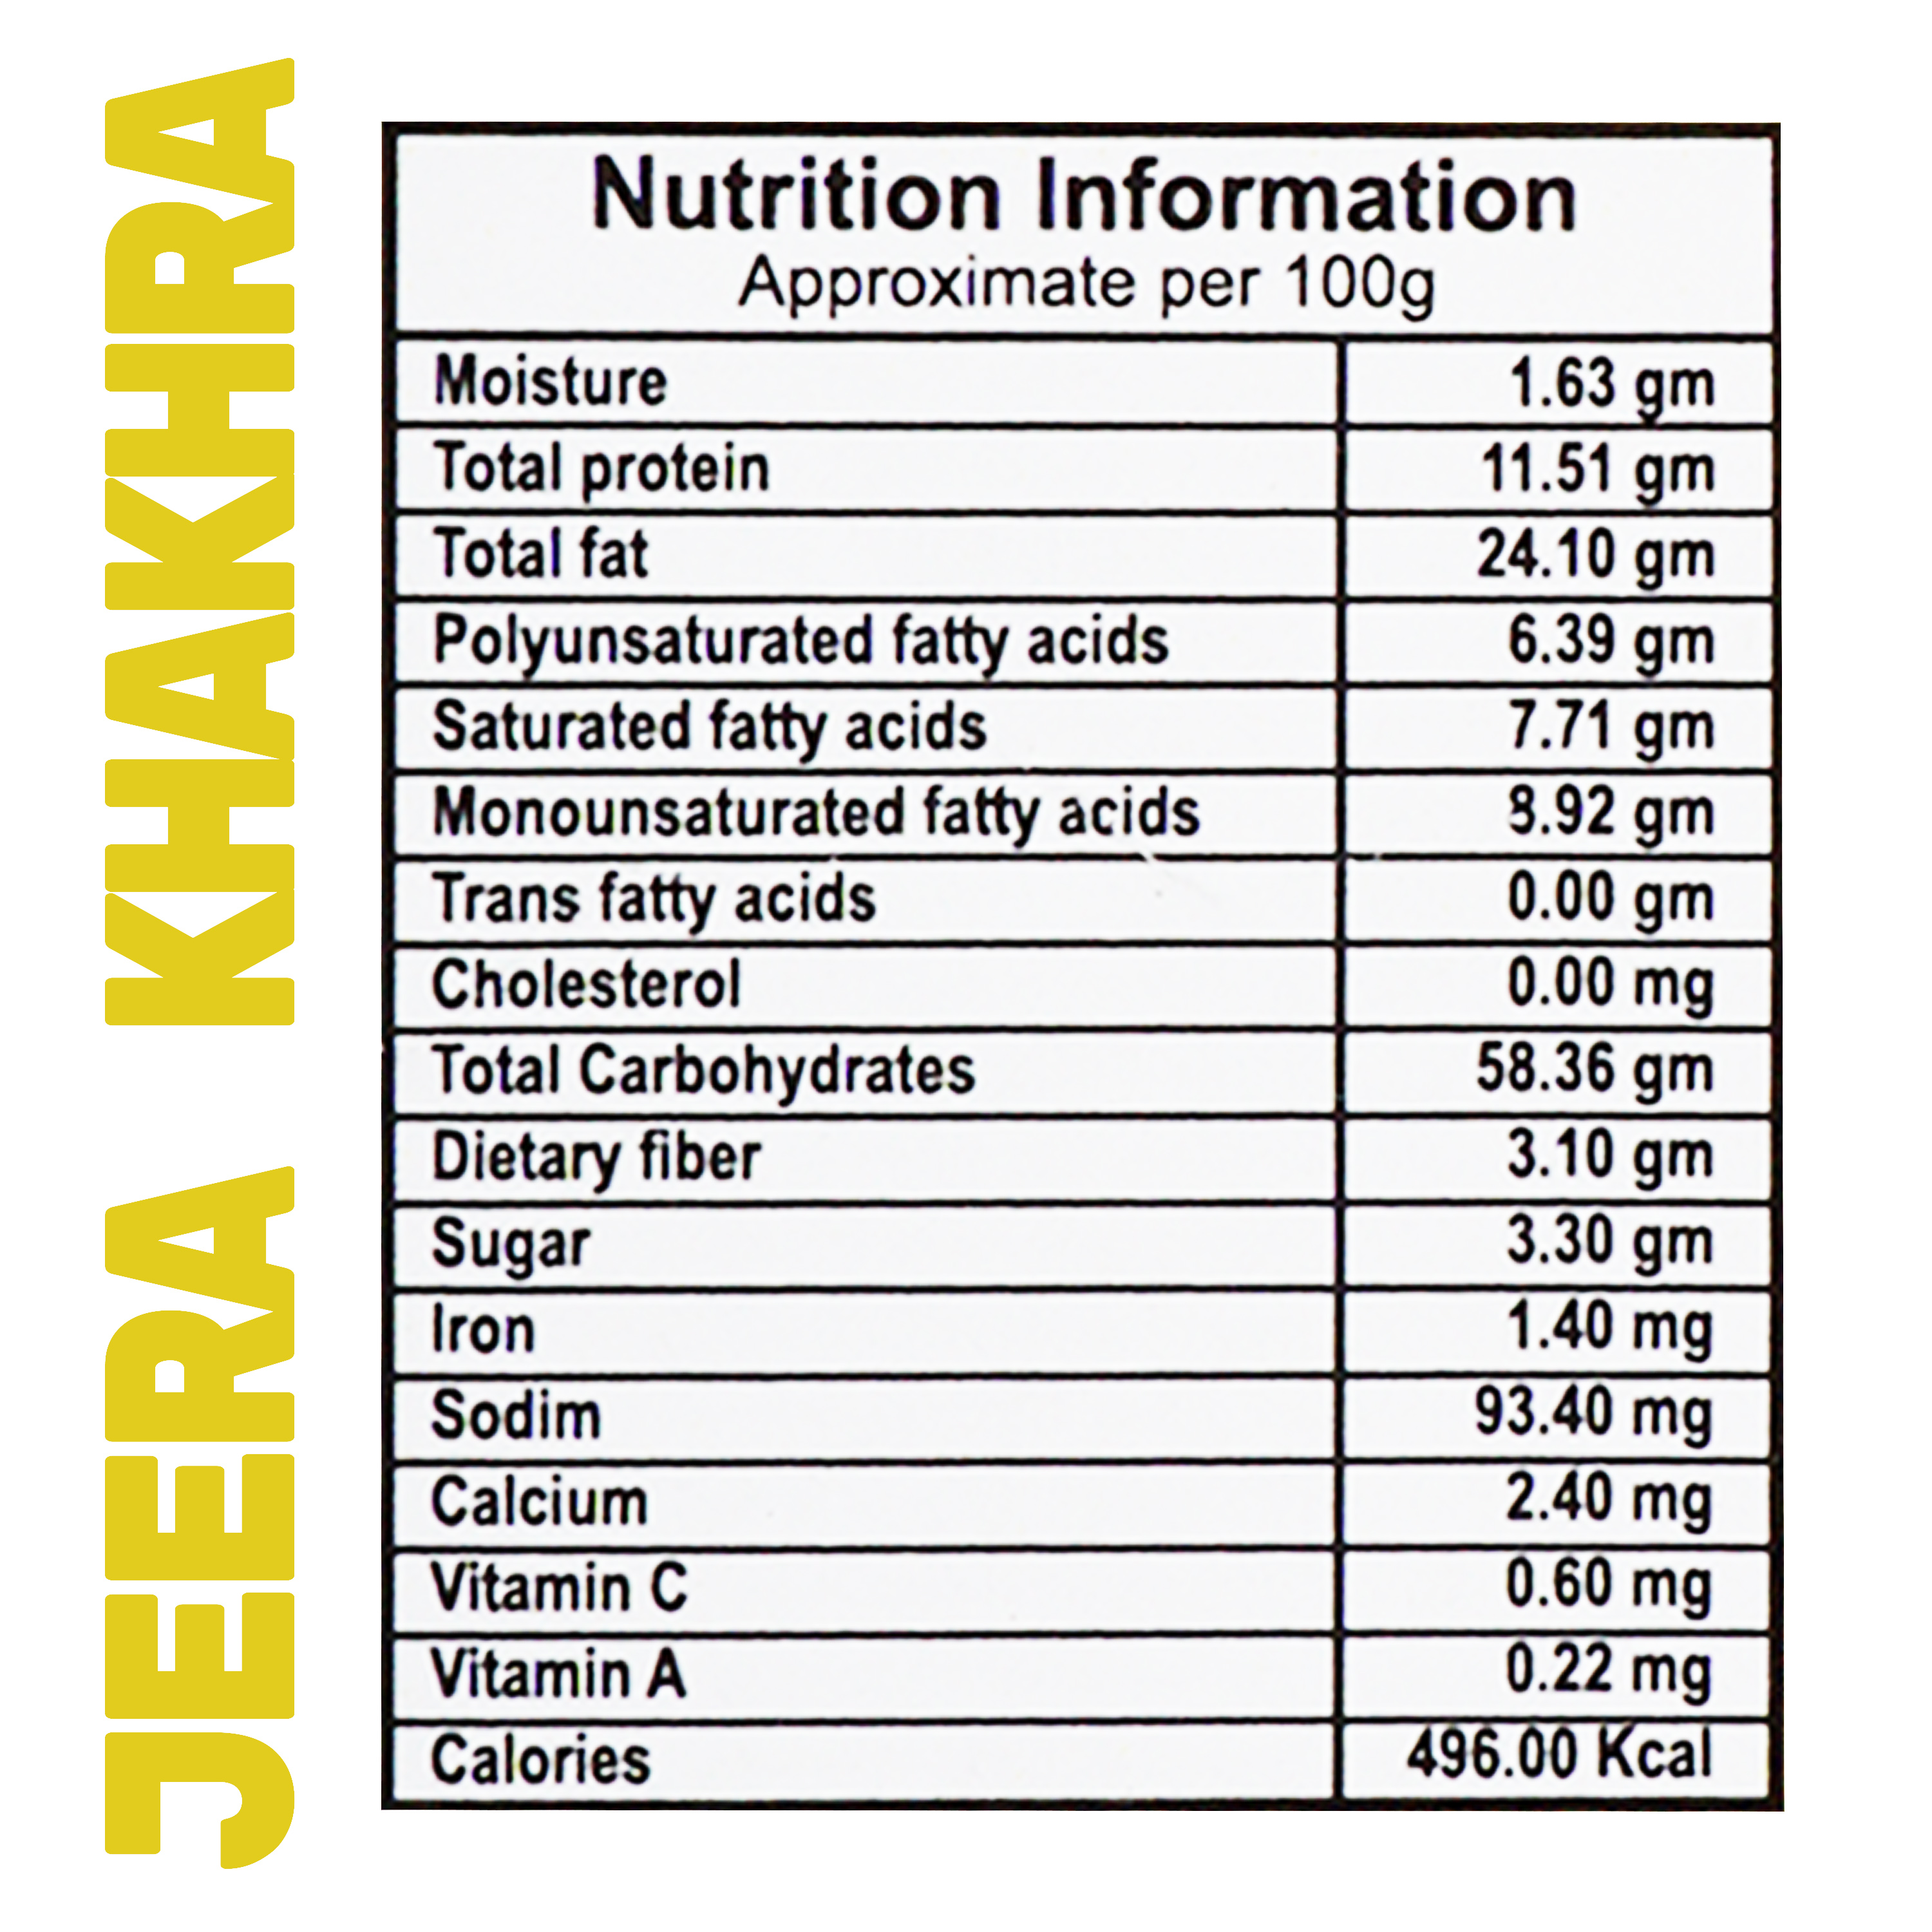 JEERA KHAKHRA
Nutrition Information
Approximate per 100g
Moisture 1.63 gm
Total protein 11.51 gm
Total fat 24.10 gm
Polyunsaturated fatty acids 6.39 gm
Saturated fatty acids 7.71 gm
Monounsaturated fatty acids 8.92 gm
Trans fatty acids 0.00 gm
Cholesterol 0.00 mg
Total Carbohydrates 58.36 gm
Dietary fiber 3.10 gm
Sugar 3.30 gm
Iron 1.40 mg
Sodim 93.40 mg
Calcium 2.40 mg
Vitamin C 0.60 mg
Vitamin A 0.22 mg
Calories 496.00 Kcal